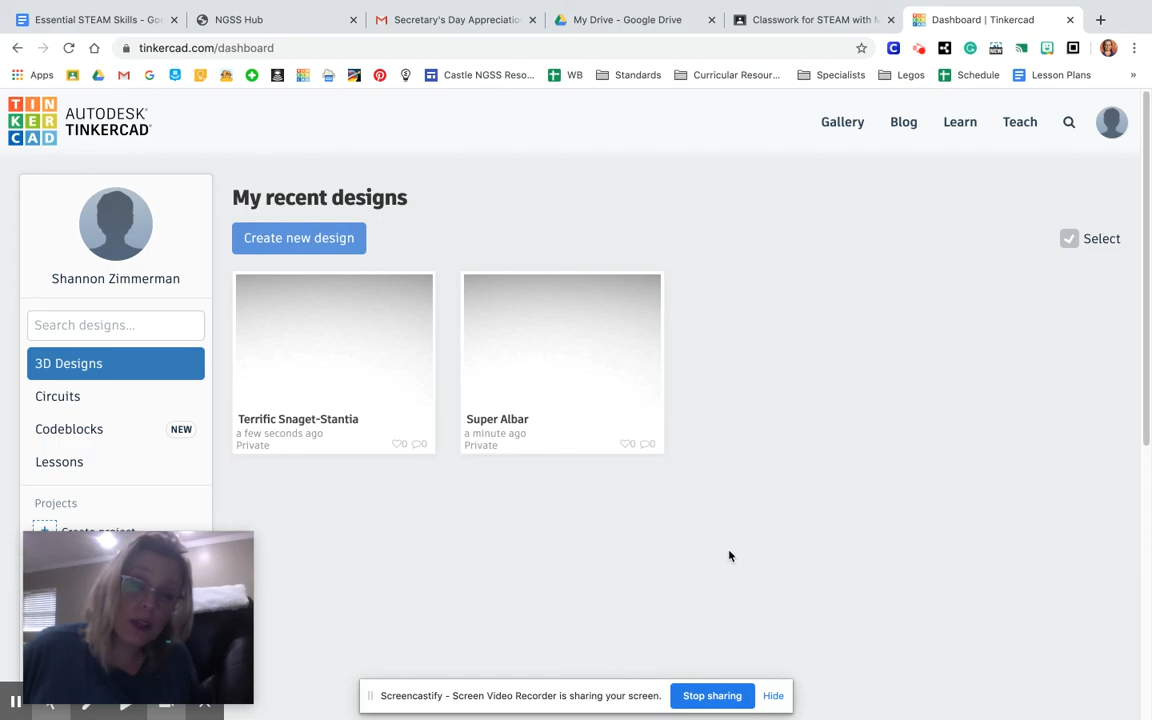 Essential STEAM Skills - Goo
NGSS Hub
Secretary's Day Appreciation
My Drive - Google Drive
Classwork for STEAM with M
Dashboard | Tinkercad
tinkercad.com/dashboard
Apps
Castle NGSS Reso...
WB
Standards
Curricular Resour...
Specialists
Legos
Schedule
Lesson Plans
»
TIN
KER
CAD
AUTODESK®
TINKERCAD®
Gallery
Blog
Learn
Teach
My recent designs
Create new design
Select
Shannon Zimmerman
Search designs...
3D Designs
Circuits
Codeblocks
NEW
Lessons
Projects
Create project
Terrific Snaget-Stantia
a few seconds ago
Private
0
0
Super Albar
a minute ago
Private
0
0
Screencastify - Screen Video Recorder is sharing your screen.
Stop sharing
Hide